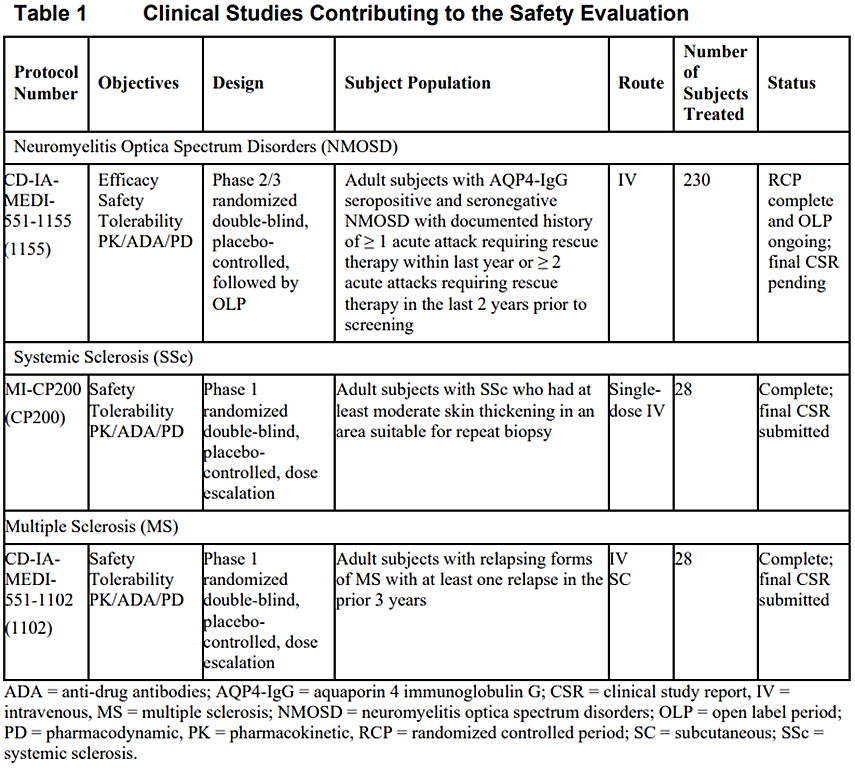 Table 1 Clinical Studies Contributing to the Safety Evaluation
Protocol
Number
Objectives
Design
Subject Population
Route
Number
of
Subjects
Treated
Status
Neuromyelitis Optica Spectrum Disorders (NMOSD)
CD-IA-
MEDI-
551-1155
(1155)
Efficacy
Safety
Tolerability
PK/ADA/PD
Phase 2/3
randomized
double-blind,
placebo-
controlled,
followed by
OLP
Adult subjects with AQP4-IgG
seropositive and seronegative
NMOSD with documented history
of ≥ 1 acute attack requiring rescue
therapy within last year or ≥ 2
acute attacks requiring rescue
therapy in the last 2 years prior to
screening
IV
230
RCP
complete
and OLP
ongoing;
final CSR
pending
Systemic Sclerosis (SSc)
MI-CP200
(CP200)
Safety
Tolerability
PK/ADA/PD
Phase 1
randomized
double-blind,
placebo-
controlled, dose
escalation
Adult subjects with SSc who had at
least moderate skin thickening in an
area suitable for repeat biopsy
Single-
dose IV
28
Complete;
final CSR
submitted
Multiple Sclerosis (MS)
CD-IA-
MEDI-
551-1102
(1102)
Safety
Tolerability
PK/ADA/PD
Phase 1
randomized
double-blind,
placebo-
controlled, dose
escalation
Adult subjects with relapsing forms
of MS with at least one relapse in the
prior 3 years
IV
SC
28
Complete;
final CSR
submitted
ADA = anti-drug antibodies; AQP4-IgG = aquaporin 4 immunoglobulin G; CSR = clinical study report, IV =
intravenous, MS = multiple sclerosis; NMOSD = neuromyelitis optica spectrum disorders; OLP = open label period;
PD = pharmacodynamic, PK = pharmacokinetic, RCP = randomized controlled period; SC = subcutaneous; SSc =
systemic sclerosis.